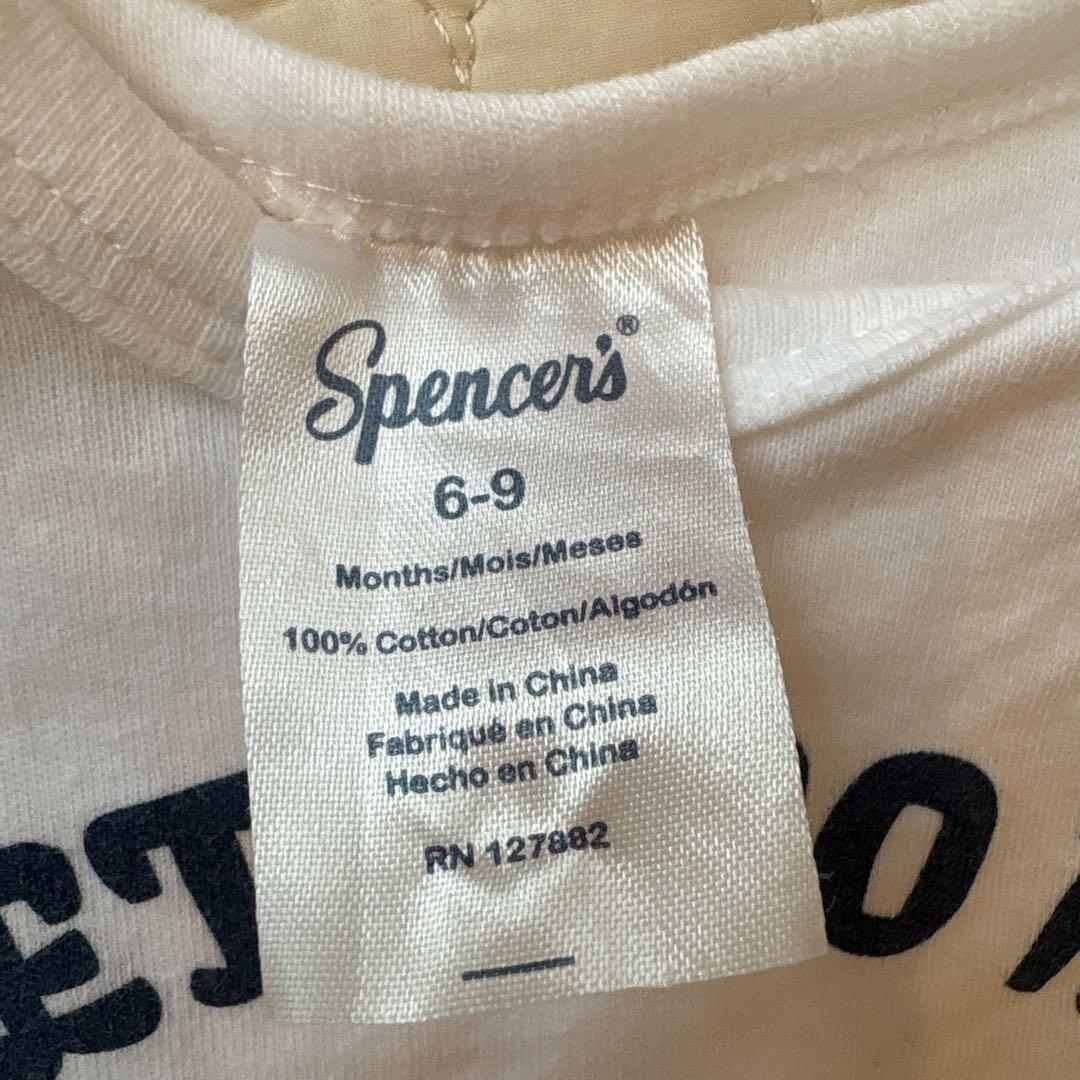 Spencer's®
6-9
Months/Mois/Meses
100% Cotton/Coton/Algodón
Made in China
Fabriqué en China
Hecho en China
RN 127882